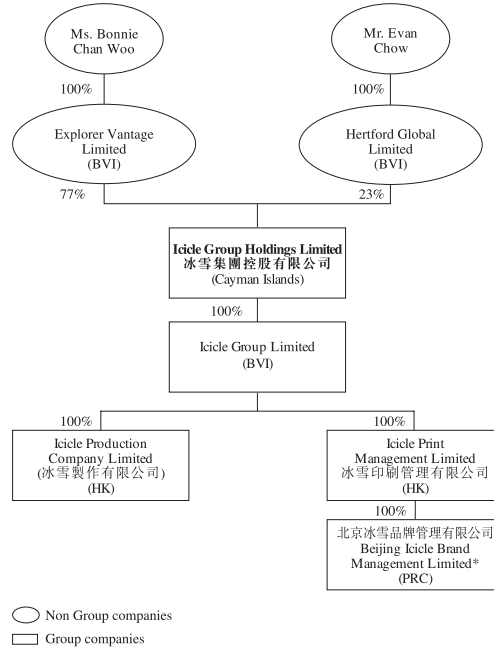 Ms. Bonnie
Chan Woo
Mr. Evan
Chow
100%
100%
Explorer Vantage
Limited
(BVI)
Hertford Global
Limited
(BVI)
77%
23%
Icicle Group Holdings Limited
冰雪集團控股有限公司
(Cayman Islands)
100%
Icicle Group Limited
(BVI)
100%
100%
Icicle Production
Company Limited
(冰雪製作有限公司)
(HK)
Icicle Print
Management Limited
冰雪印刷管理有限公司
(HK)
100%
北京冰雪品牌管理有限公司
Beijing Icicle Brand
Management Limited*
(PRC)
Non Group companies
Group companies